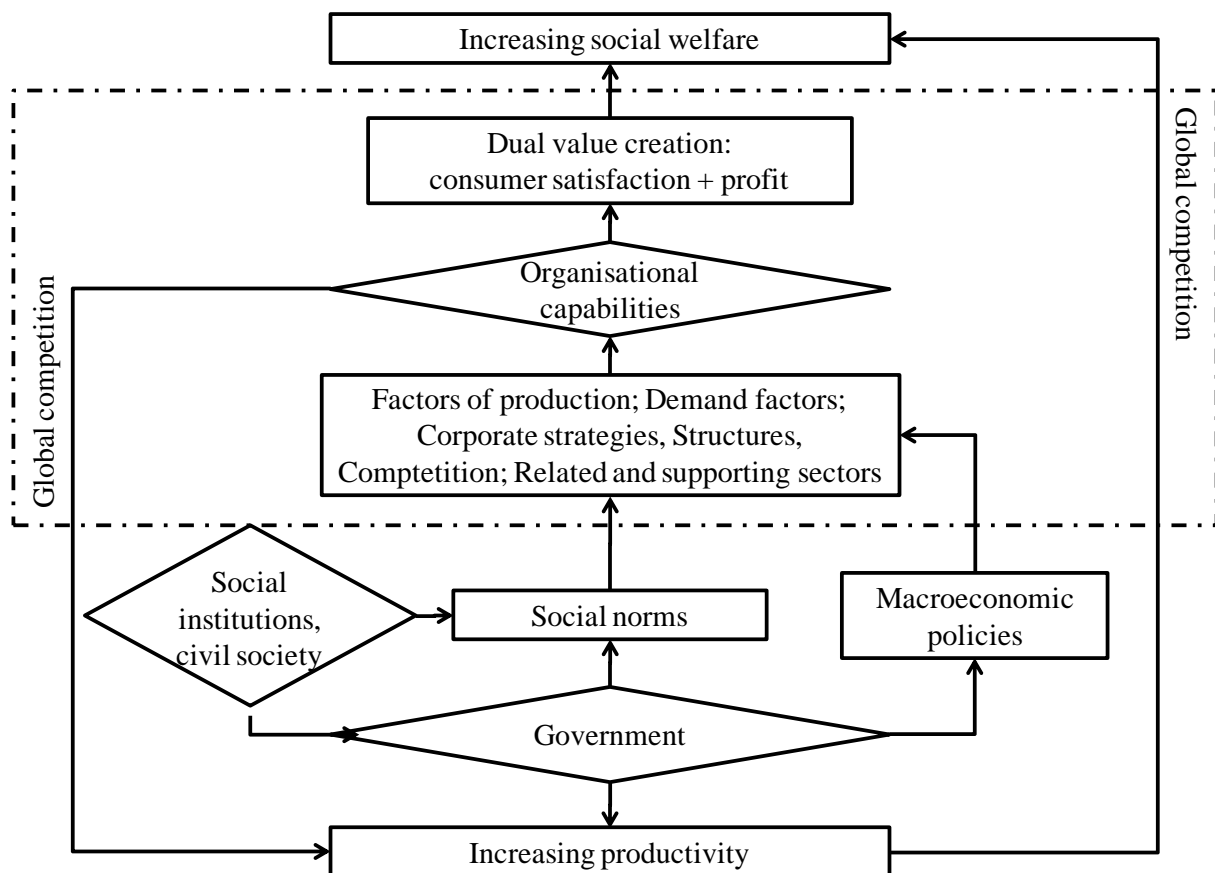 Increasing social welfare
Dual value creation:
consumer satisfaction + profit
Global competition
Organisational
capabilities
Global competition
Factors of production; Demand factors;
Corporate strategies, Structures,
Comptetition; Related and supporting sectors
Social
institutions,
civil society
Social norms
Macroeconomic
policies
Government
Increasing productivity